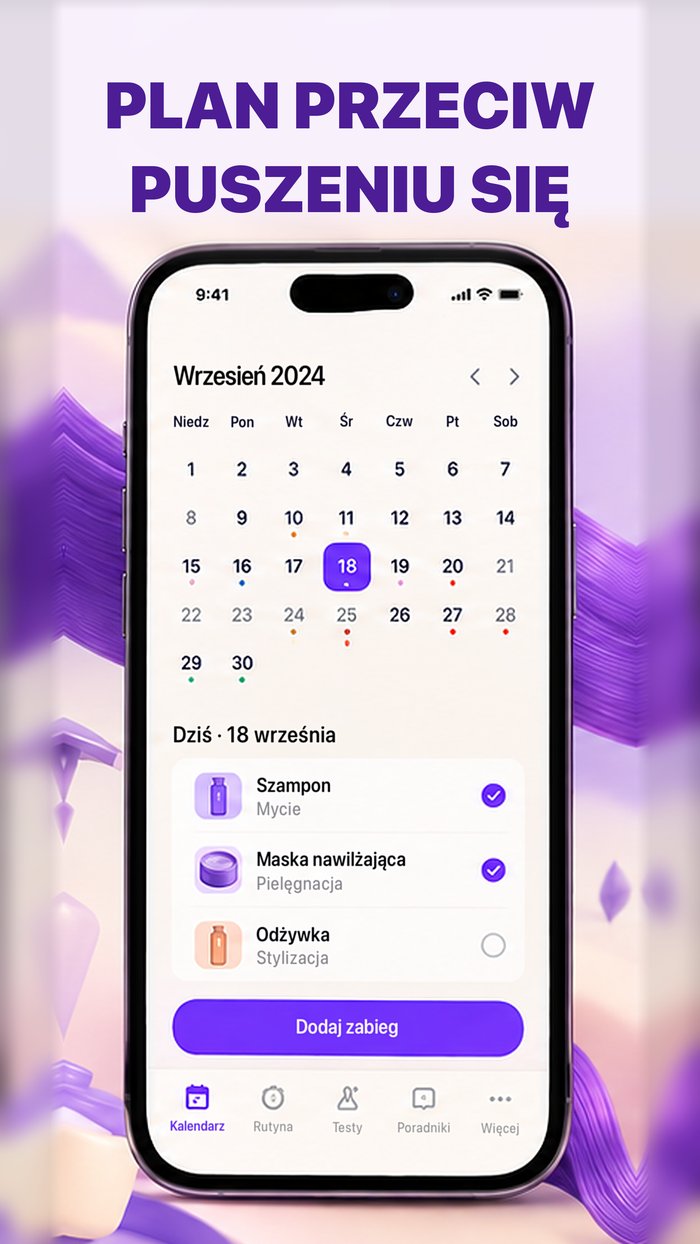 PLAN PRZECIW
PUSZENIU SIĘ
9:41
Wrzesień 2024
Niedz Pon Wt Śr Czw Pt Sob
1 2 3 4 5 6 7
8 9 10 11 12 13 14
15 16 17 18 19 20 21
22 23 24 25 26 27 28
29 30
Dziś · 18 września
Szampon
Mycie
Maska nawilżająca
Pielęgnacja
Odżywka
Stylizacja
Dodaj zabieg
Kalendarz Rutyna Testy Poradniki Więcej